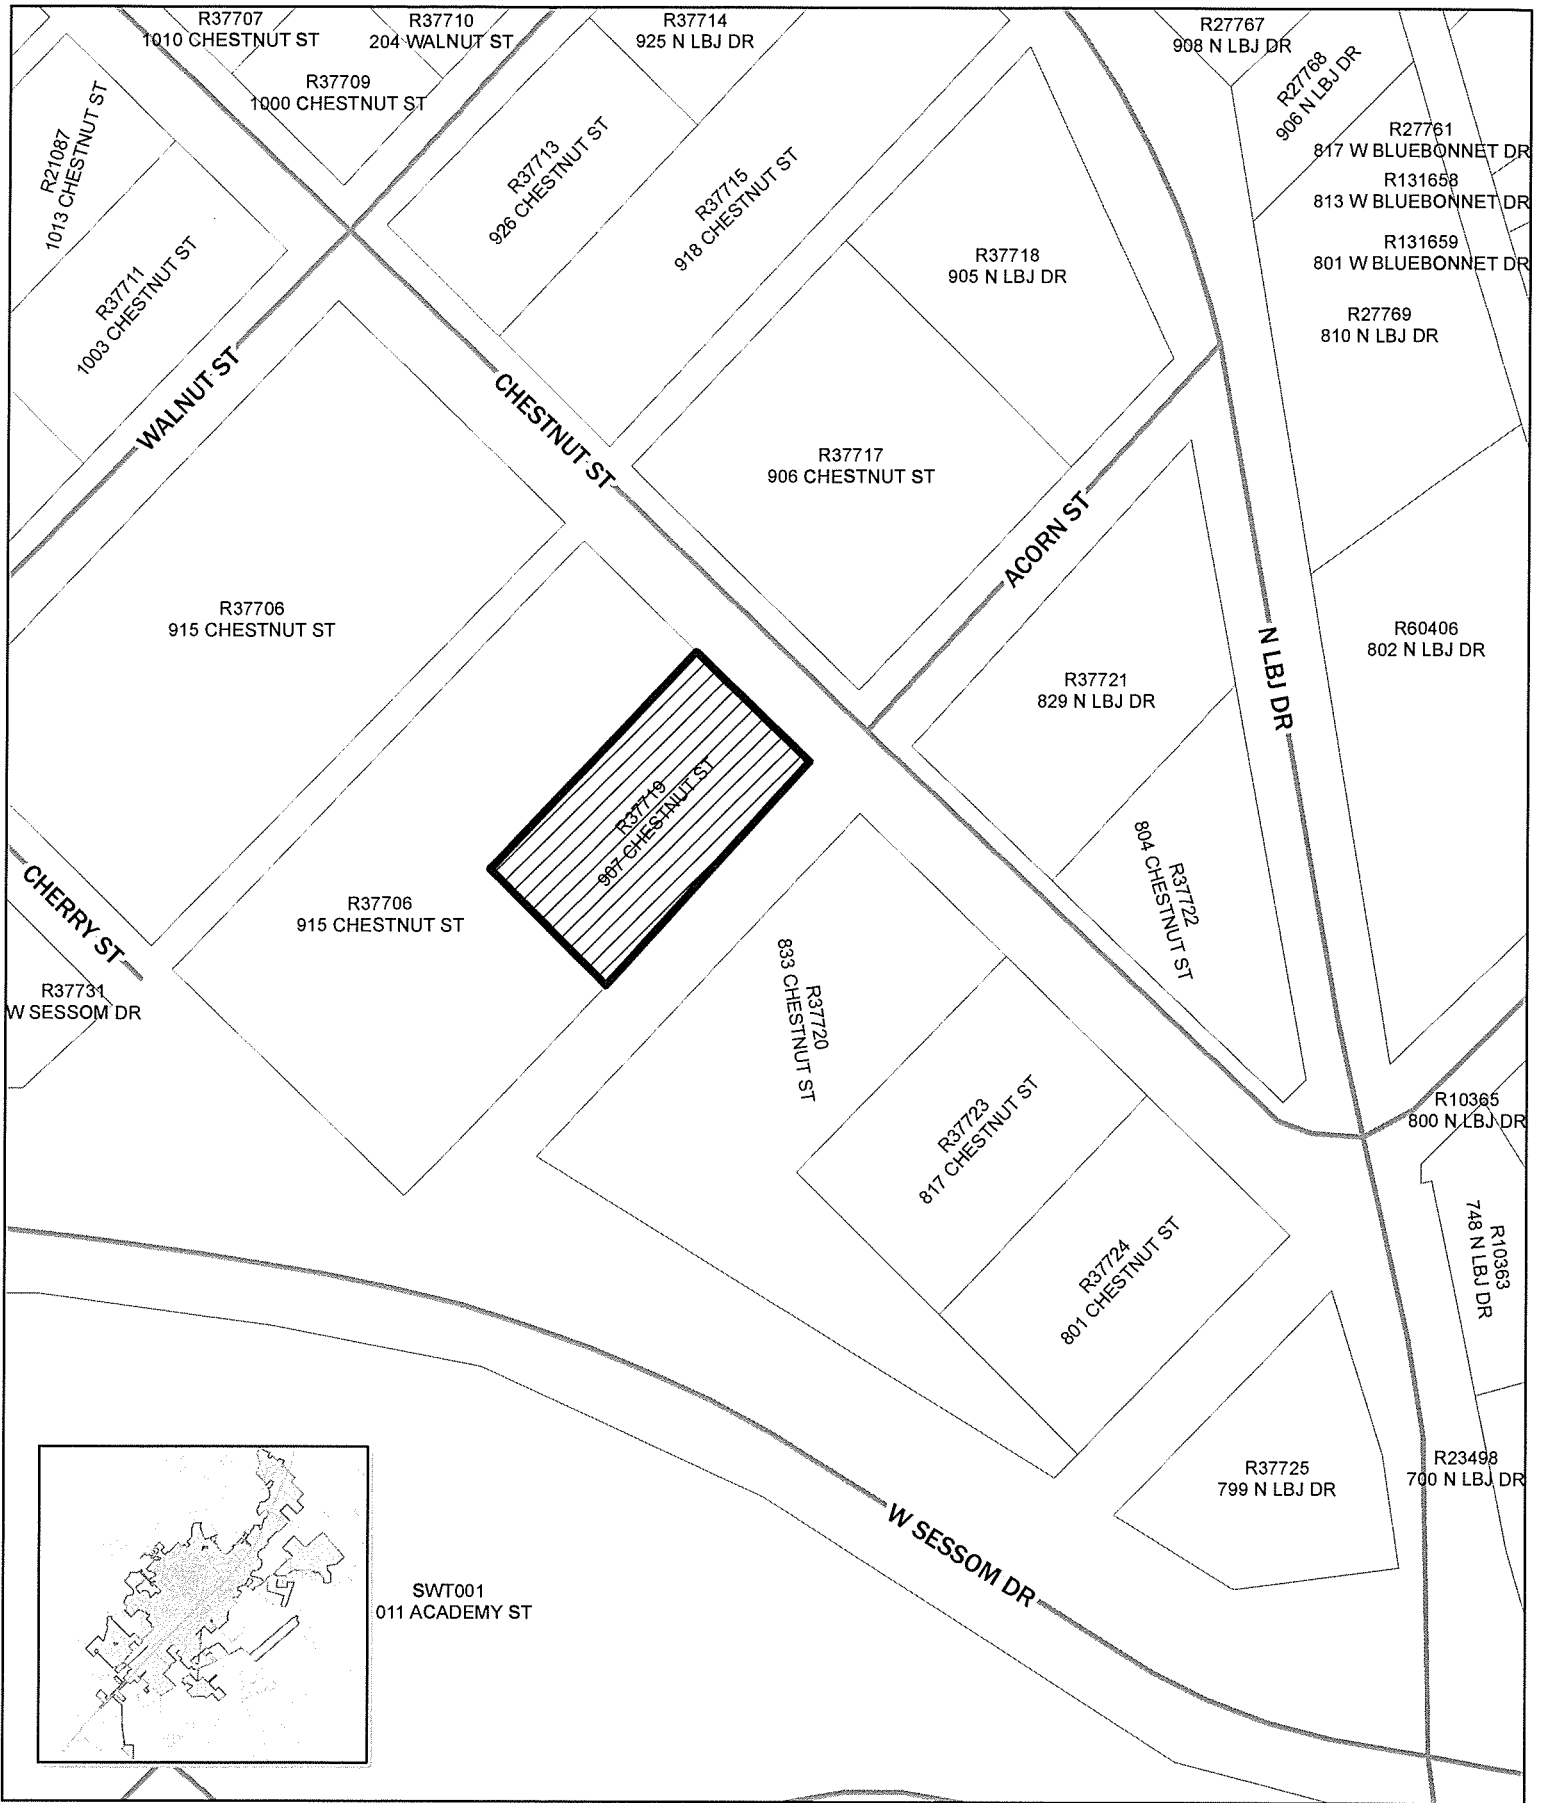 R37707
1010 CHESTNUT ST
R37710
204 WALNUT ST
R37714
925 N LBJ DR
R27767
908 N LBJ DR
R37709
1000 CHESTNUT ST
R27768
906 N LBJ DR
R21087
1013 CHESTNUT ST
R37713
926 CHESTNUT ST
R37715
918 CHESTNUT ST
R27761
817 W BLUEBONNET DR
R131658
813 W BLUEBONNET DR
R131659
801 W BLUEBONNET DR
R37711
1003 CHESTNUT ST
R37718
905 N LBJ DR
R27769
810 N LBJ DR
WALNUT ST
CHESTNUT ST
R37717
906 CHESTNUT ST
ACORN ST
R37706
915 CHESTNUT ST
N LBJ DR
R60406
802 N LBJ DR
R37721
829 N LBJ DR
R37719
907 CHESTNUT ST
CHERRY ST
R37706
915 CHESTNUT ST
R37722
804 CHESTNUT ST
R37731
W SESSOM DR
R37720
833 CHESTNUT ST
R37723
817 CHESTNUT ST
R10365
800 N LBJ DR
R37724
801 CHESTNUT ST
R10363
748 N LBJ DR
R37725
799 N LBJ DR
R23498
700 N LBJ DR
W SESSOM DR
SWT001
011 ACADEMY ST